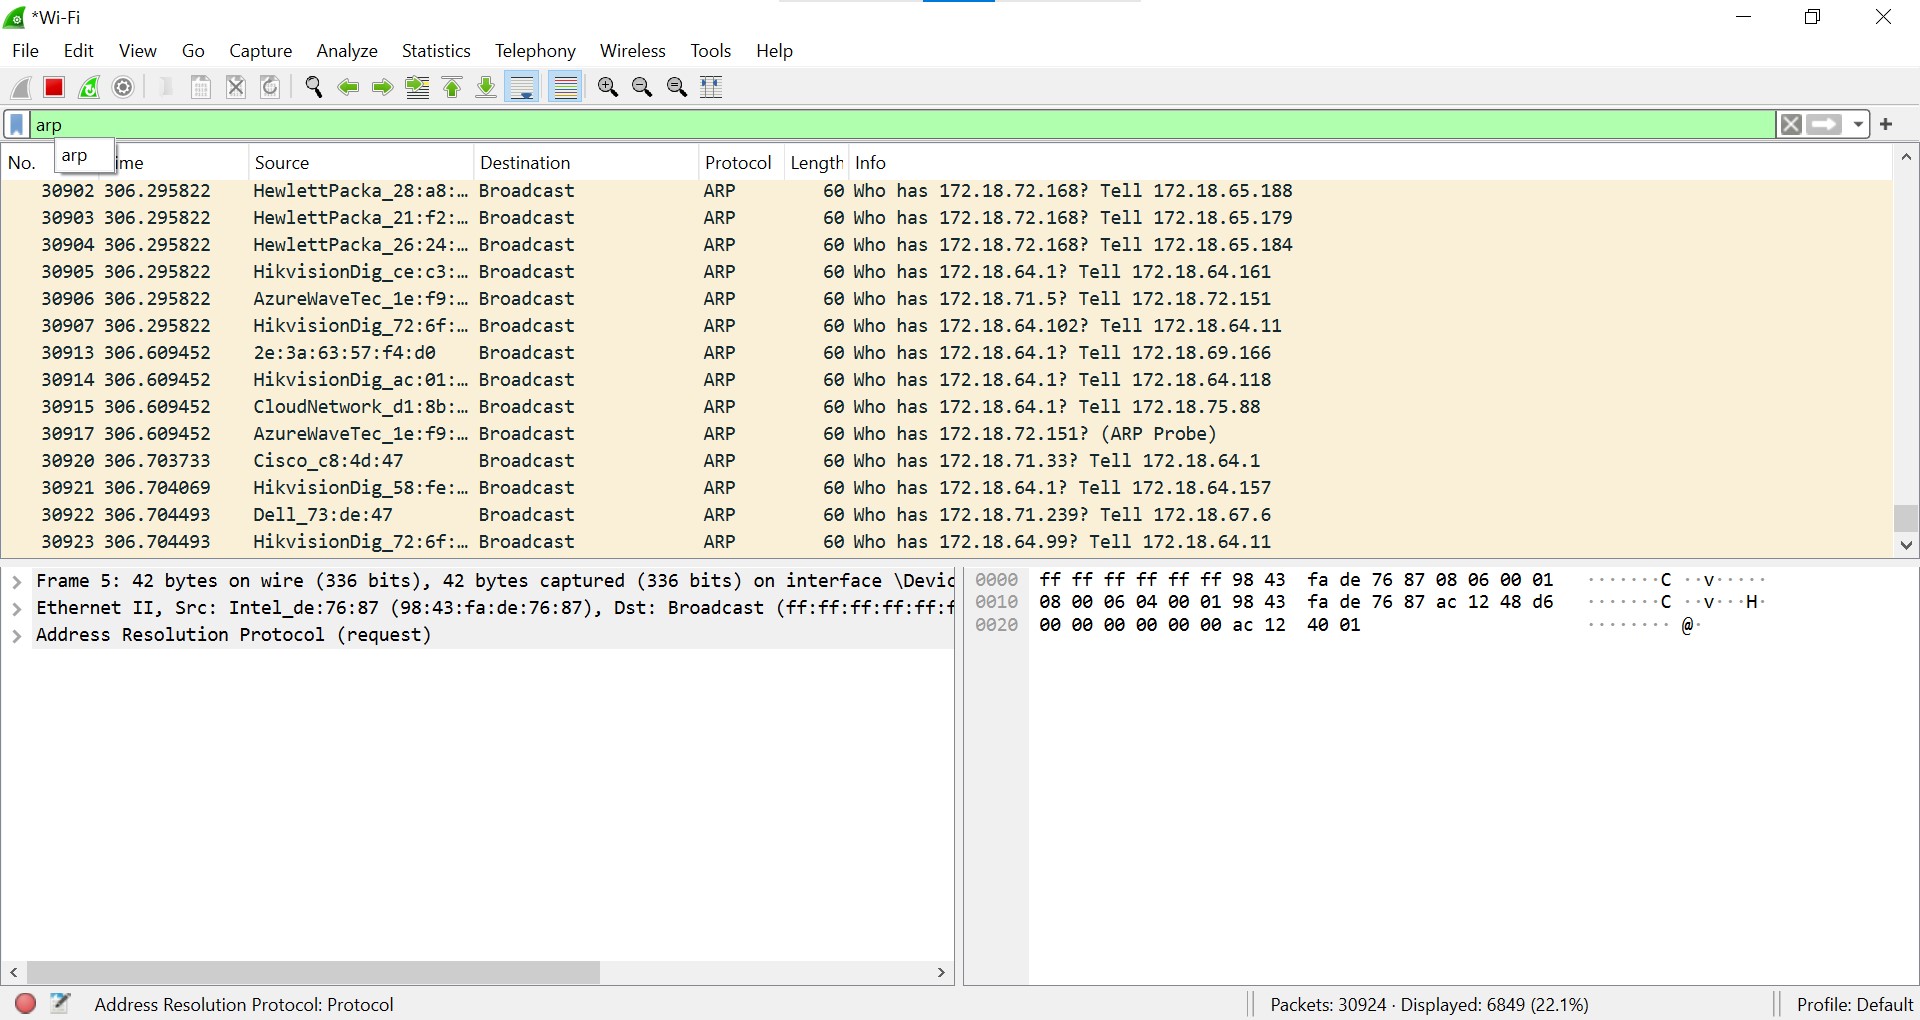 *Wi-Fi
File Edit View Go Capture Analyze Statistics Telephony Wireless Tools Help
arp
arp
No. ime Source Destination Protocol Length Info
30902 306.295822 HewlettPacka_28:a8:… Broadcast ARP 60 Who has 172.18.72.168? Tell 172.18.65.188
30903 306.295822 HewlettPacka_21:f2:… Broadcast ARP 60 Who has 172.18.72.168? Tell 172.18.65.179
30904 306.295822 HewlettPacka_26:24:… Broadcast ARP 60 Who has 172.18.72.168? Tell 172.18.65.184
30905 306.295822 HikvisionDig_ce:c3:… Broadcast ARP 60 Who has 172.18.64.1? Tell 172.18.64.161
30906 306.295822 AzureWaveTec_1e:f9:… Broadcast ARP 60 Who has 172.18.71.5? Tell 172.18.72.151
30907 306.295822 HikvisionDig_72:6f:… Broadcast ARP 60 Who has 172.18.64.102? Tell 172.18.64.11
30913 306.609452 2e:3a:63:57:f4:d0 Broadcast ARP 60 Who has 172.18.64.1? Tell 172.18.69.166
30914 306.609452 HikvisionDig_ac:01:… Broadcast ARP 60 Who has 172.18.64.1? Tell 172.18.64.118
30915 306.609452 CloudNetwork_d1:8b:… Broadcast ARP 60 Who has 172.18.64.1? Tell 172.18.75.88
30917 306.609452 AzureWaveTec_1e:f9:… Broadcast ARP 60 Who has 172.18.72.151? (ARP Probe)
30920 306.703733 Cisco_c8:4d:47 Broadcast ARP 60 Who has 172.18.71.33? Tell 172.18.64.1
30921 306.704069 HikvisionDig_58:fe:… Broadcast ARP 60 Who has 172.18.64.1? Tell 172.18.64.157
30922 306.704493 Dell_73:de:47 Broadcast ARP 60 Who has 172.18.71.239? Tell 172.18.67.6
30923 306.704493 HikvisionDig_72:6f:… Broadcast ARP 60 Who has 172.18.64.99? Tell 172.18.64.11
Frame 5: 42 bytes on wire (336 bits), 42 bytes captured (336 bits) on interface \Devic
Ethernet II, Src: Intel_de:76:87 (98:43:fa:de:76:87), Dst: Broadcast (ff:ff:ff:ff:ff:f
Address Resolution Protocol (request)
0000 ff ff ff ff ff ff 98 43 fa de 76 87 08 06 00 01 ·······C ··v·····
0010 08 00 06 04 00 01 98 43 fa de 76 87 ac 12 48 d6 ·······C ··v···H·
0020 00 00 00 00 00 00 ac 12 40 01 ········ @·
Address Resolution Protocol: Protocol
Packets: 30924 · Displayed: 6849 (22.1%)
Profile: Default